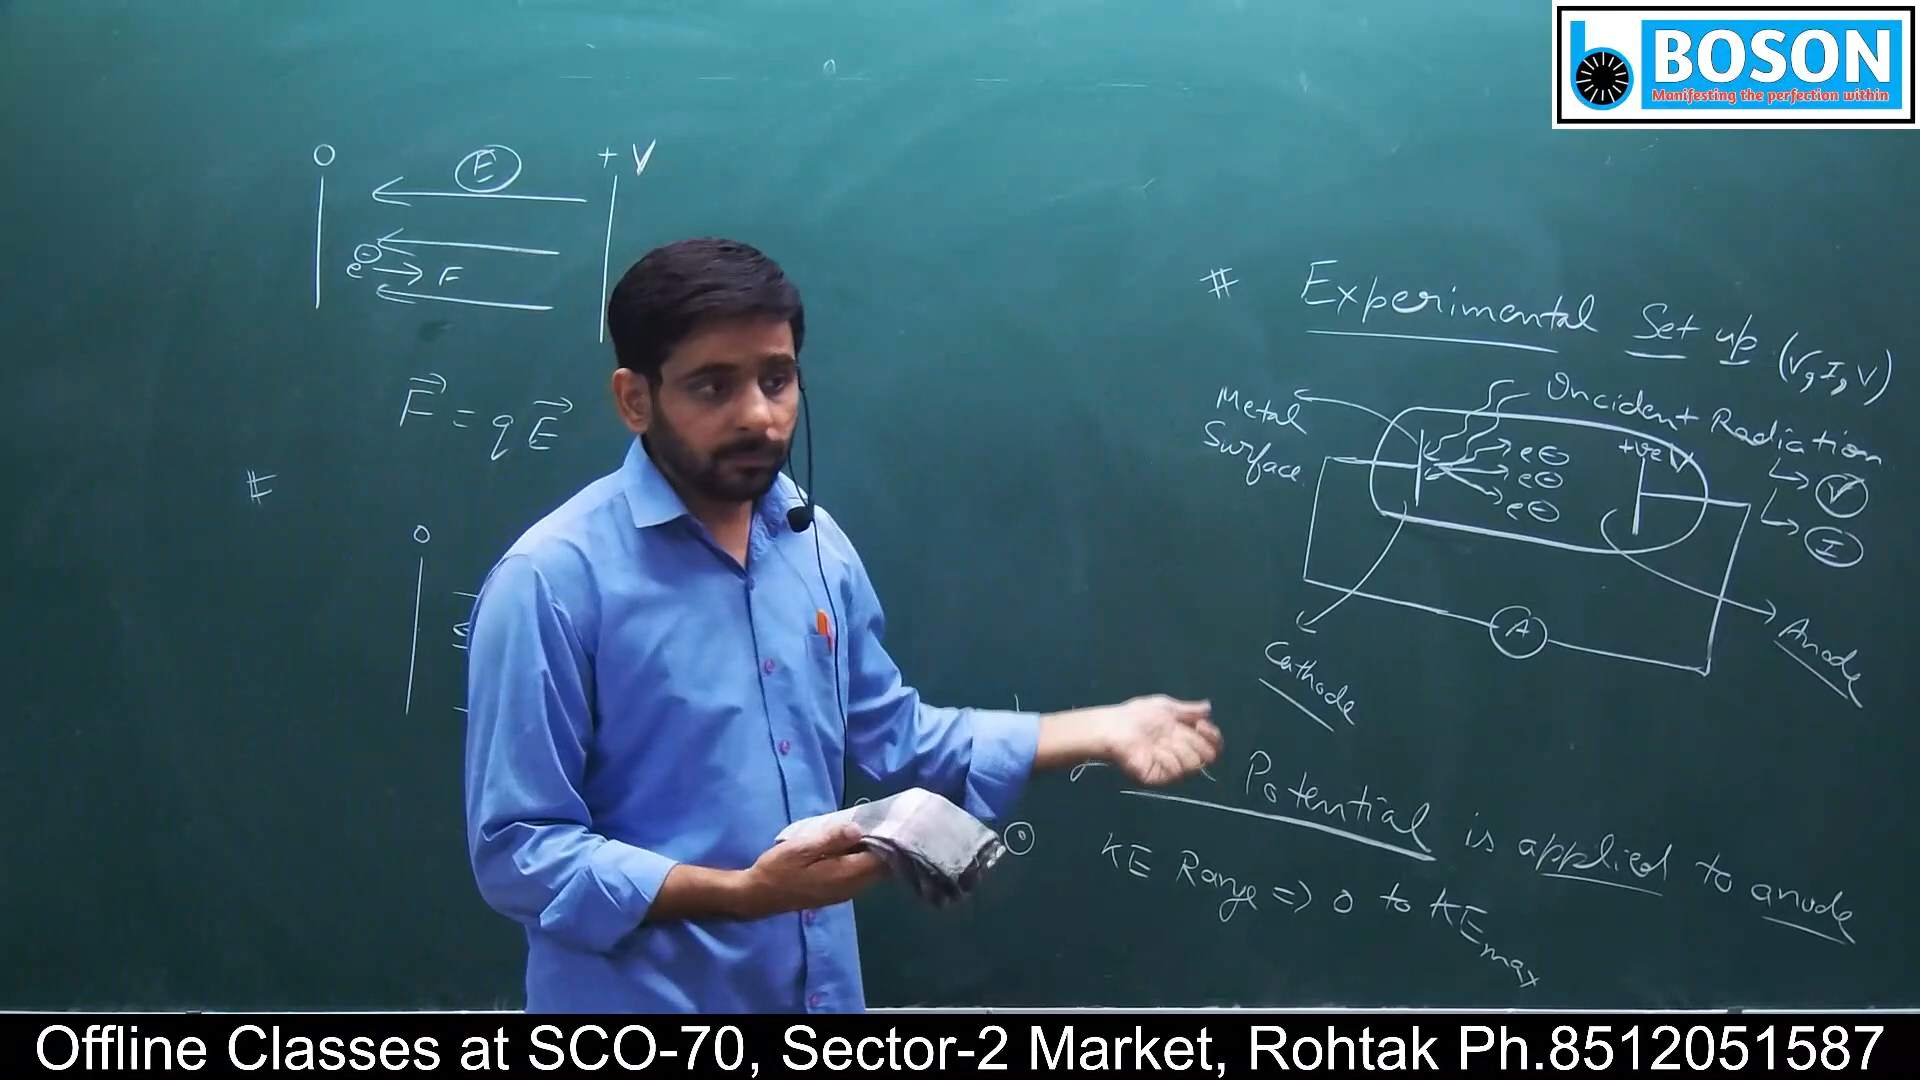 BOSON
Manifesting the perfection within
0
E
+ V
e⊖ → F
F⃗ = qE⃗
#
0
# Experimental Set up (ν, I, V)
Metal
Surface
Incident Radiation
ν
I
e⊖
e⊖
e⊖
+ve V
A
Cathode
Anode
Potential is applied to anode
KE Range => 0 to KEmax
Offline Classes at SCO-70, Sector-2 Market, Rohtak Ph.8512051587